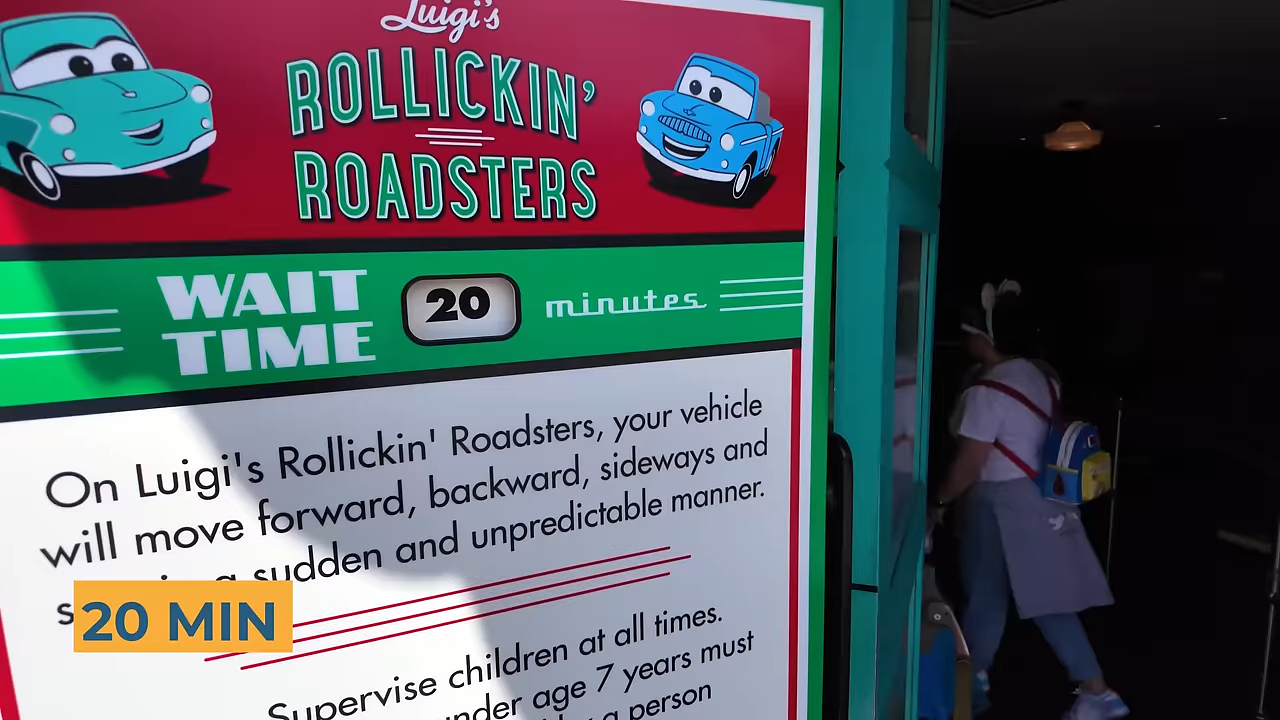 Luigi's
ROLLICKIN'
ROADSTERS
WAIT
TIME
20
minutes
On Luigi's Rollickin' Roadsters, your vehicle
will move forward, backward, sideways and
sudden and unpredictable manner.
20 MIN
Supervise children at all times.
under age 7 years must
a person